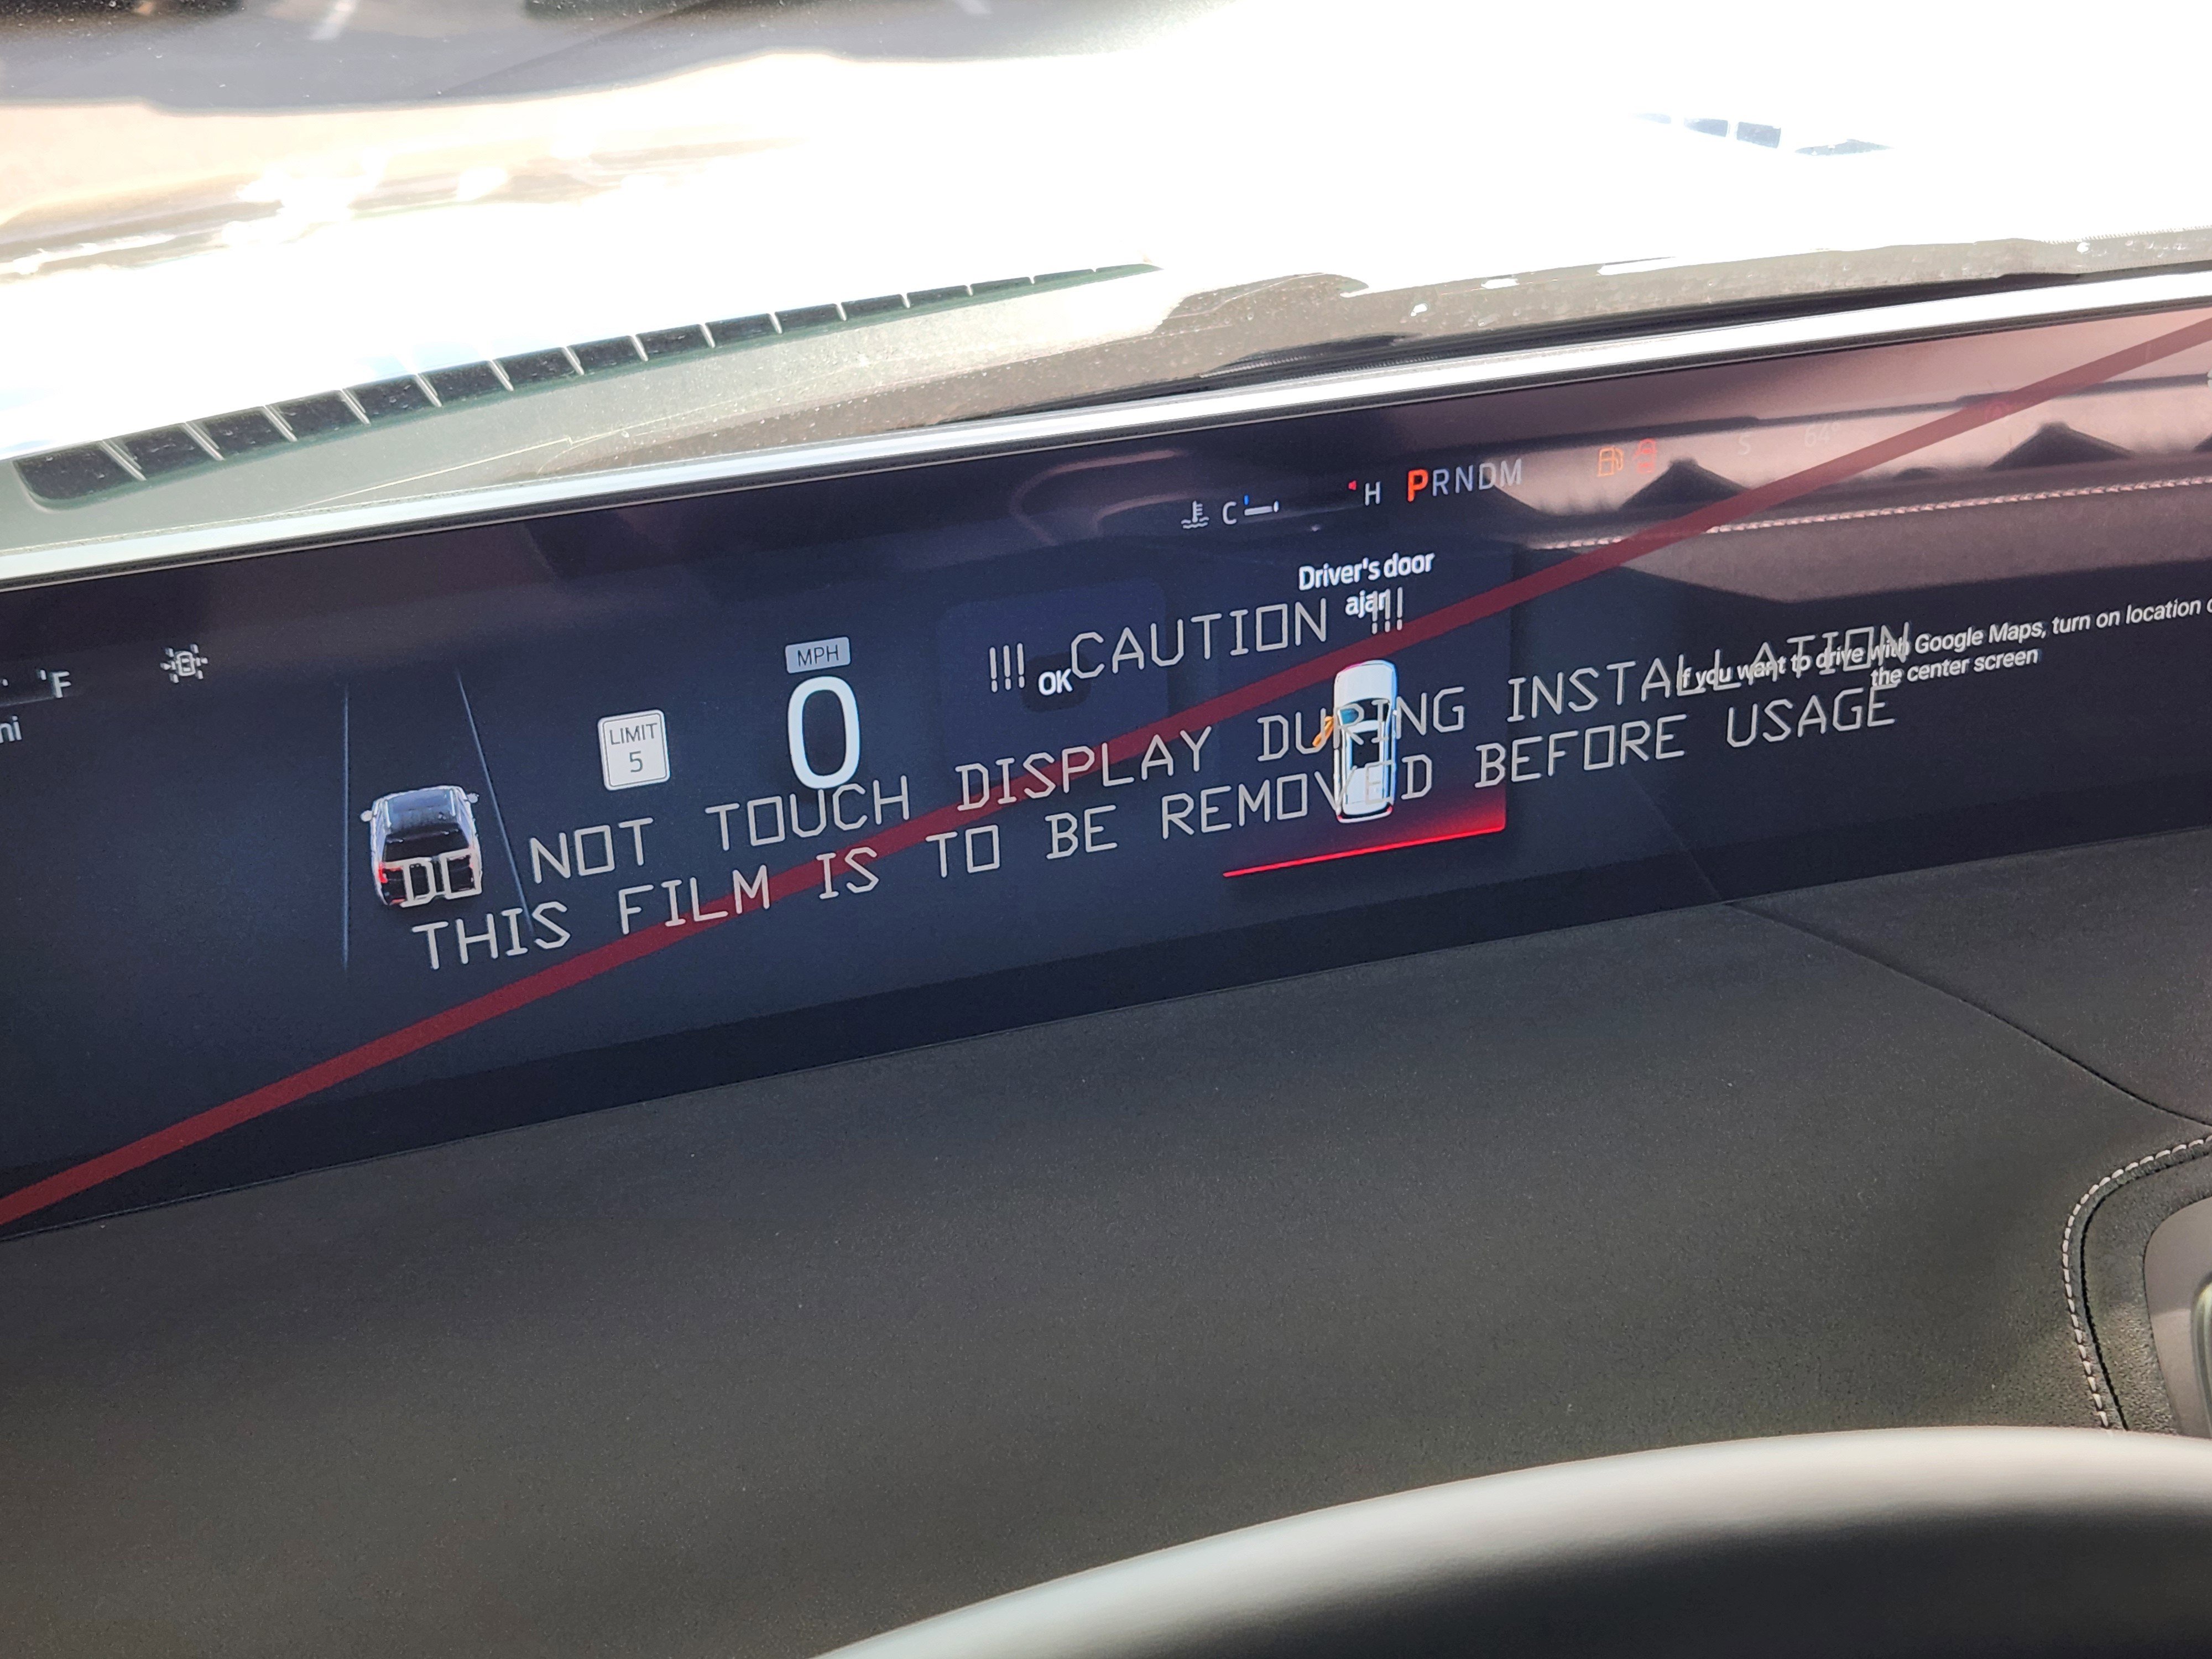 C H PRNDM
S 64°
Driver's door
ajar
!!! CAUTION !!!
OK
MPH
0
LIMIT
5
F
mi
If you want to drive with Google Maps, turn on location
the center screen
DO NOT TOUCH DISPLAY DURING INSTALLATION
THIS FILM IS TO BE REMOVED BEFORE USAGE